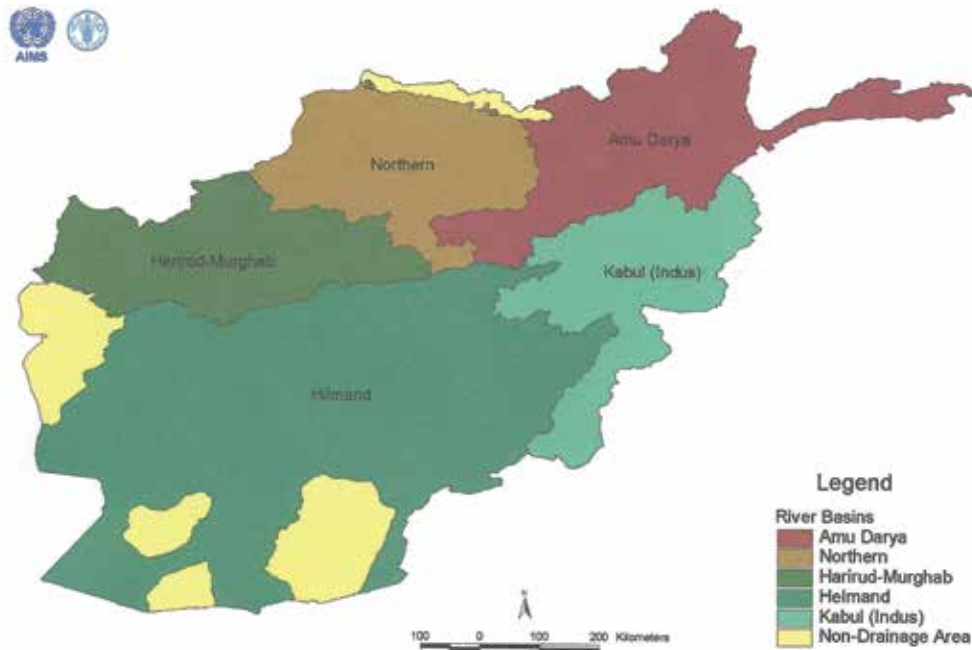 AIMS
Amu Darya
Northern
Harirud-Murghab
Kabul (Indus)
Hilmand
Legend
River Basins
Amu Darya
Northern
Harirud-Murghab
Helmand
Kabul (Indus)
Non-Drainage Area
N
100 0 100 200 Kilometers